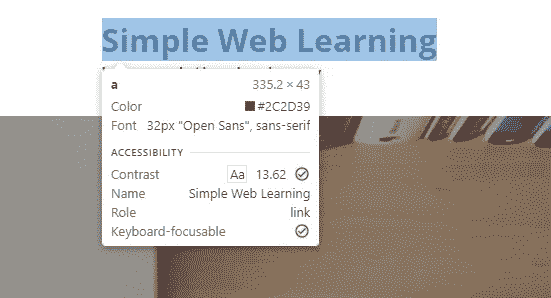 Simple Web Learning
a 335.2 × 43
Color #2C2D39
Font 32px "Open Sans", sans-serif
ACCESSIBILITY
Contrast Aa 13.62
Name Simple Web Learning
Role link
Keyboard-focusable